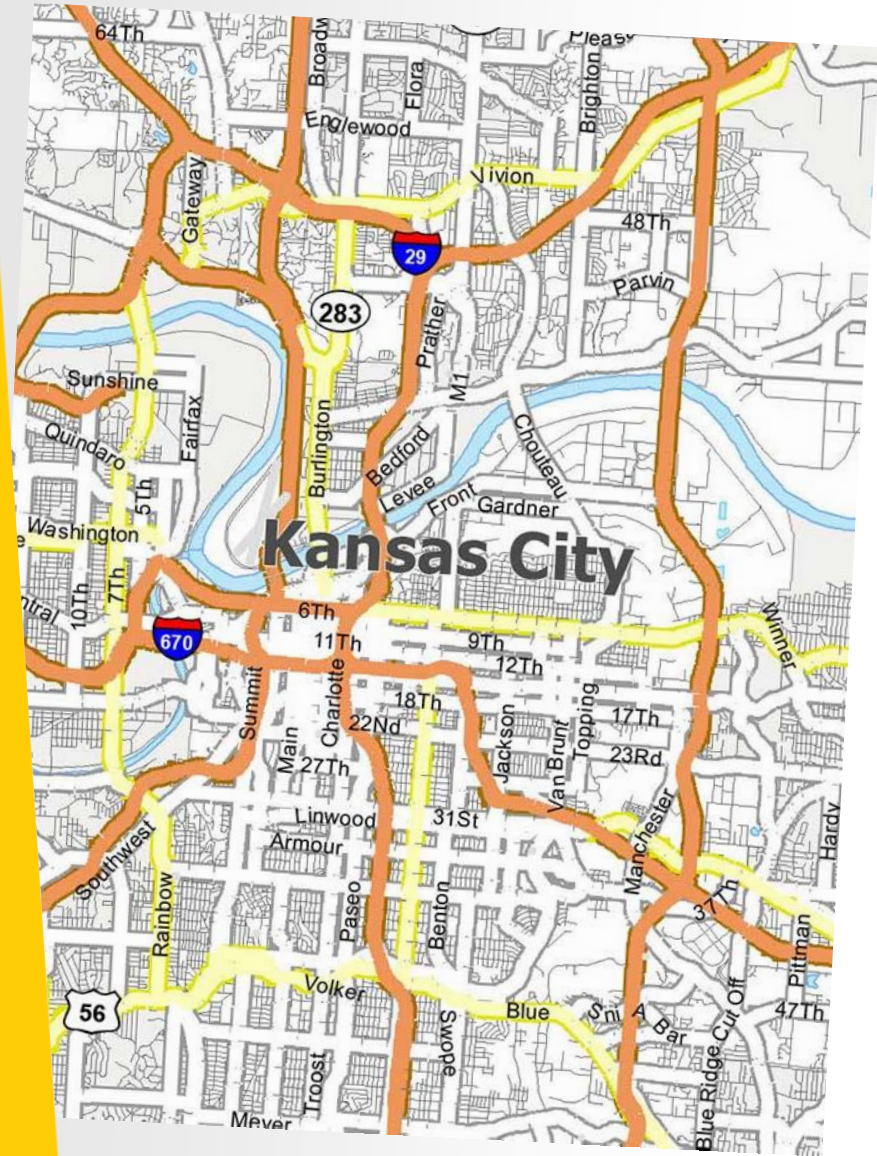 64Th
Broadw
Flora
Pleasa
Brighton
Englewood
Vivion
Gateway
48Th
29
Parvin
283
Prather
M1
Sunshine
Fairfax
Burlington
Quindaro
Bedford
Chouteau
Levee
Front
Gardner
5Th
Washington
Kansas City
10Th
7Th
ntral
6Th
Winner
670
11Th
9Th
12Th
Summit
Charlotte
18Th
22Nd
Jackson
Van Brunt
Topping
17Th
23Rd
Main
27Th
Linwood
31St
Armour
Manchester
Hardy
Southwest
Rainbow
Paseo
Benton
37Th
Pittman
Volker
56
Blue
Sni A Bar
47Th
Swope
Troost
Blue Ridge Cut Off
Meyer